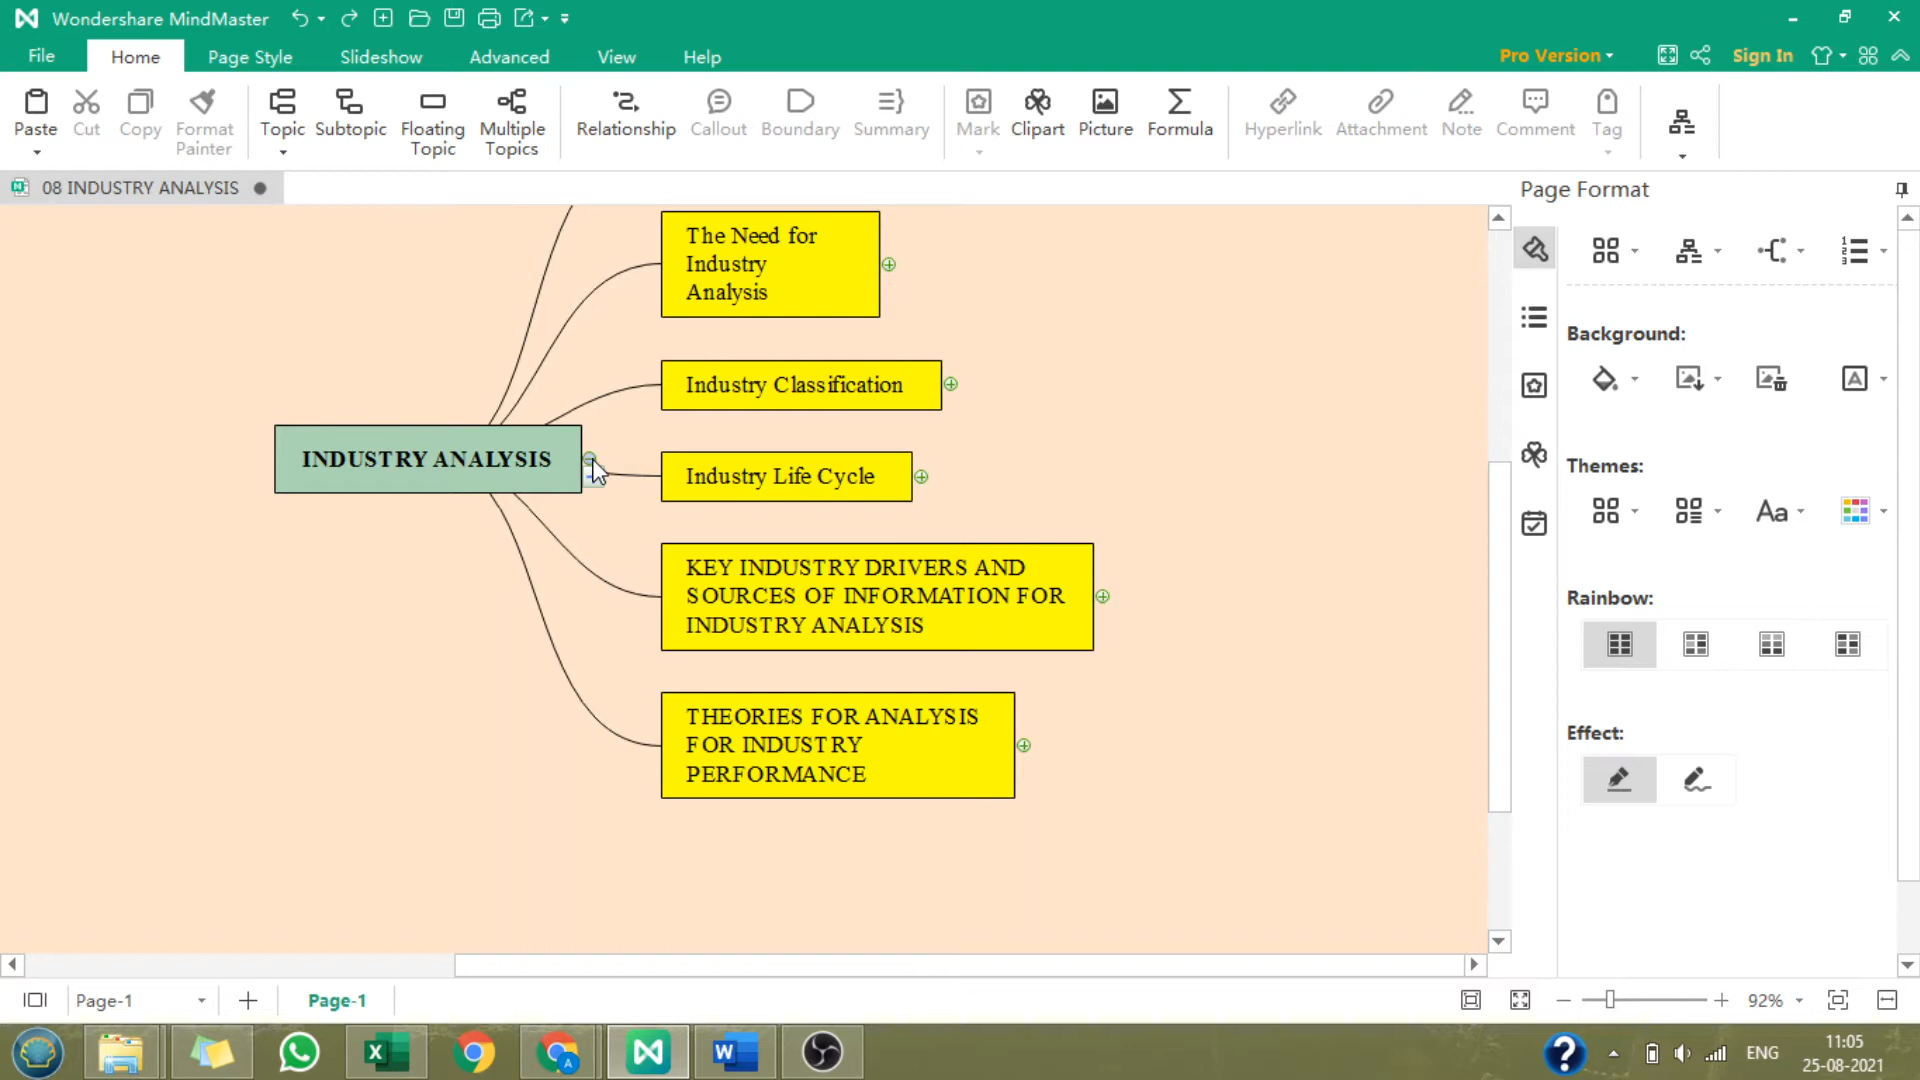 Wondershare MindMaster
File
Home
Page Style
Slideshow
Advanced
View
Help
Pro Version
Sign In
Paste
Cut
Copy
Format
Painter
Topic
Subtopic
Floating
Topic
Multiple
Topics
Relationship
Callout
Boundary
Summary
Mark
Clipart
Picture
Formula
Hyperlink
Attachment
Note
Comment
Tag
08 INDUSTRY ANALYSIS
Page Format
The Need for
Industry
Analysis
Industry Classification
INDUSTRY ANALYSIS
Industry Life Cycle
KEY INDUSTRY DRIVERS AND
SOURCES OF INFORMATION FOR
INDUSTRY ANALYSIS
THEORIES FOR ANALYSIS
FOR INDUSTRY
PERFORMANCE
Background:
Themes:
Aa
Rainbow:
Effect:
Page-1
Page-1
92%
ENG
11:05
25-08-2021